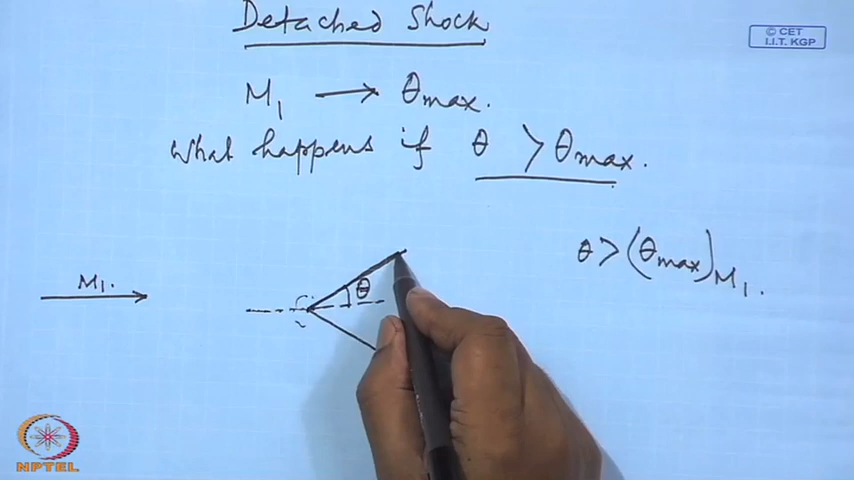 Detached Shock
© CET
I.I.T. KGP
M₁ → θmax.
What happens if θ > θmax.
θ > (θmax)M₁.
M₁.
θ
NPTEL